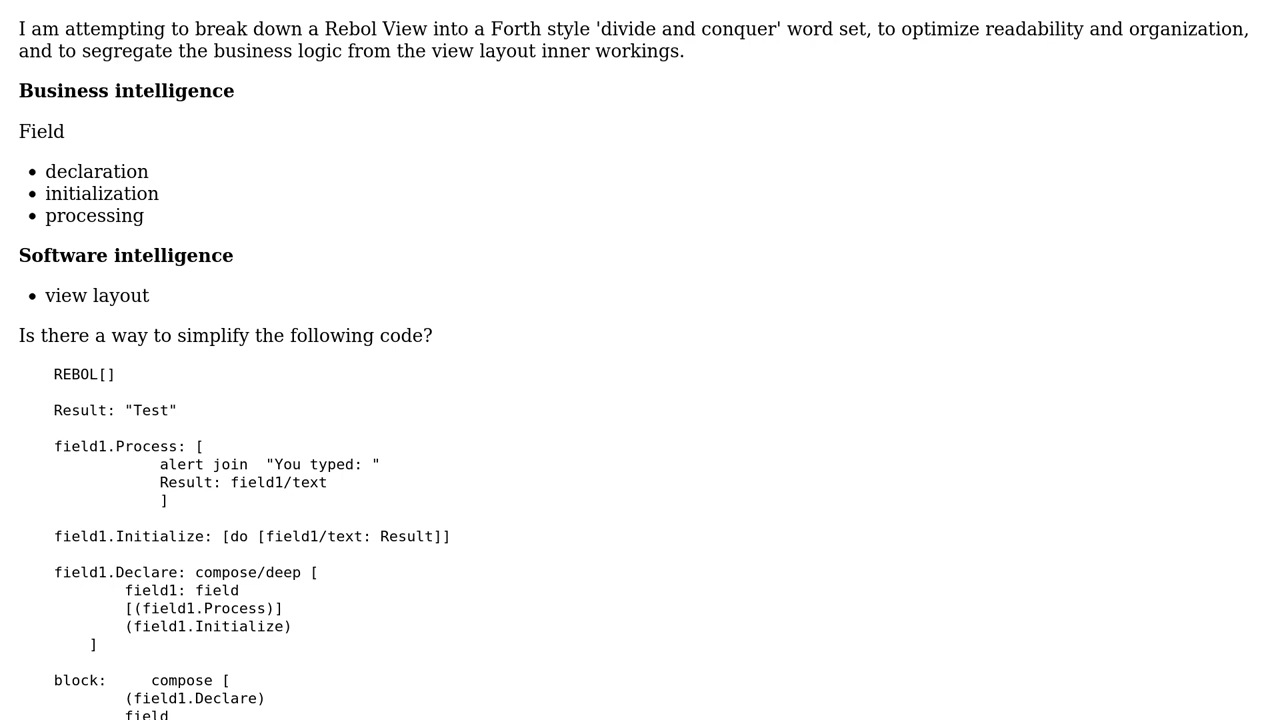 I am attempting to break down a Rebol View into a Forth style 'divide and conquer' word set, to optimize readability and organization,
and to segregate the business logic from the view layout inner workings.
Business intelligence
Field
• declaration
• initialization
• processing
Software intelligence
• view layout
Is there a way to simplify the following code?
REBOL[]
Result: "Test"
field1.Process: [
alert join  "You typed: "
Result: field1/text
]
field1.Initialize: [do [field1/text: Result]]
field1.Declare: compose/deep [
field1: field
[(field1.Process)]
(field1.Initialize)
]
block:     compose [
(field1.Declare)
field